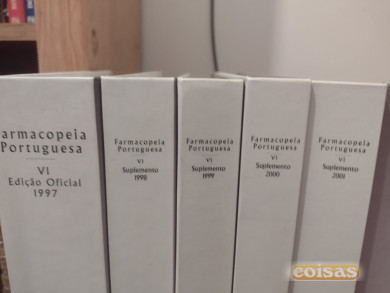 armacopeia
Portuguesa
VI
Edição Oficial
1997
Farmacopeia
Portuguesa
VI
Suplemento
1998
Farmacopeia
Portuguesa
VI
Suplemento
1999
Farmacopeia
Portuguesa
VI
Suplemento
2000
Farmacopeia
Portuguesa
VI
Suplemento
2001
coisas